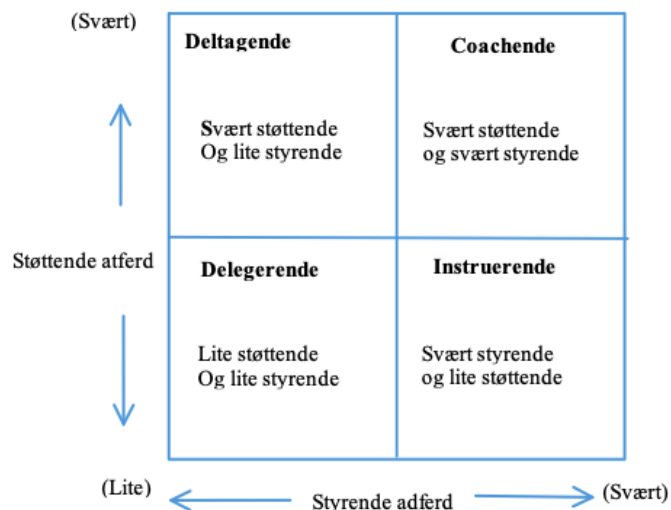 (Svært)
Deltagende
Coachende
Svært støttende
Og lite styrende
Svært støttende
og svært styrende
Støttende atferd
Delegerende
Instruerende
Lite støttende
Og lite styrende
Svært styrende
og lite støttende
(Lite)
Styrende adferd
(Svært)